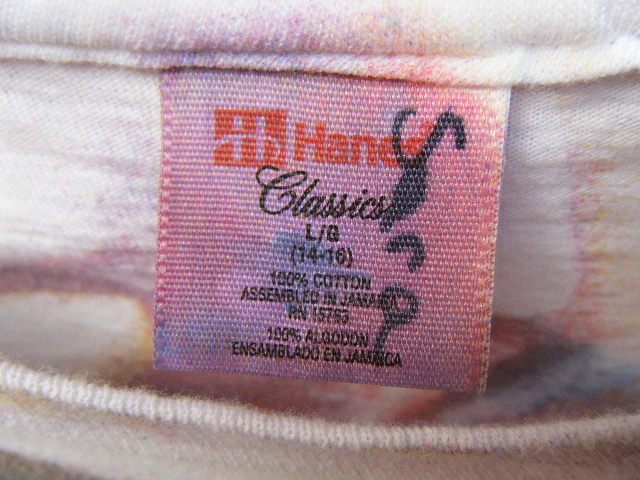 Hanes
Classics
L/G
(14-16)
100% COTTON
ASSEMBLED IN JAMAICA
RN 15763
100% ALGODON
ENSAMBLADO EN JAMAICA